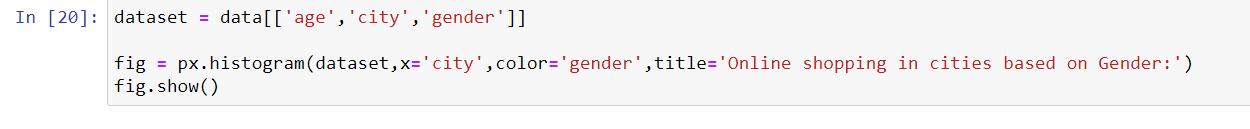 In [20]: dataset = data[['age','city','gender']]
fig = px.histogram(dataset,x='city',color='gender',title='Online shopping in cities based on Gender:')
fig.show()